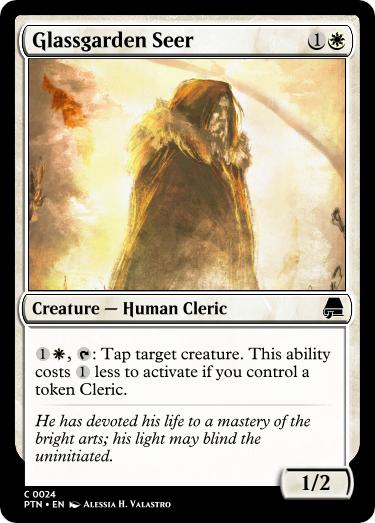 Glassgarden Seer 1
Creature — Human Cleric
1, : Tap target creature. This ability
costs 1 less to activate if you control a
token Cleric.
He has devoted his life to a mastery of the
bright arts; his light may blind the
uninitiated.
1/2
C 0024
PTN • EN Alessia H. Valastro